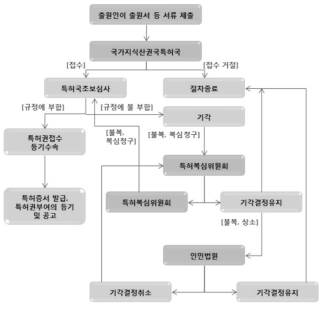 출원인이 출원서 등 서류 제출
국가지식산권국특허국
[접수]
[접수 거절]
특허국초보심사
절차종료
[규정에 부합]
[규정에 불 부합]
기각
특허권접수
등기수속
[불복,
복심청구]
[불복, 복심청구]
특허복심위원회
특허증서 발급,
특허권부여의 등기
및 공고
특허복심위원회
기각결정유지
[불복, 상소]
인민법원
기각결정취소
기각결정유지